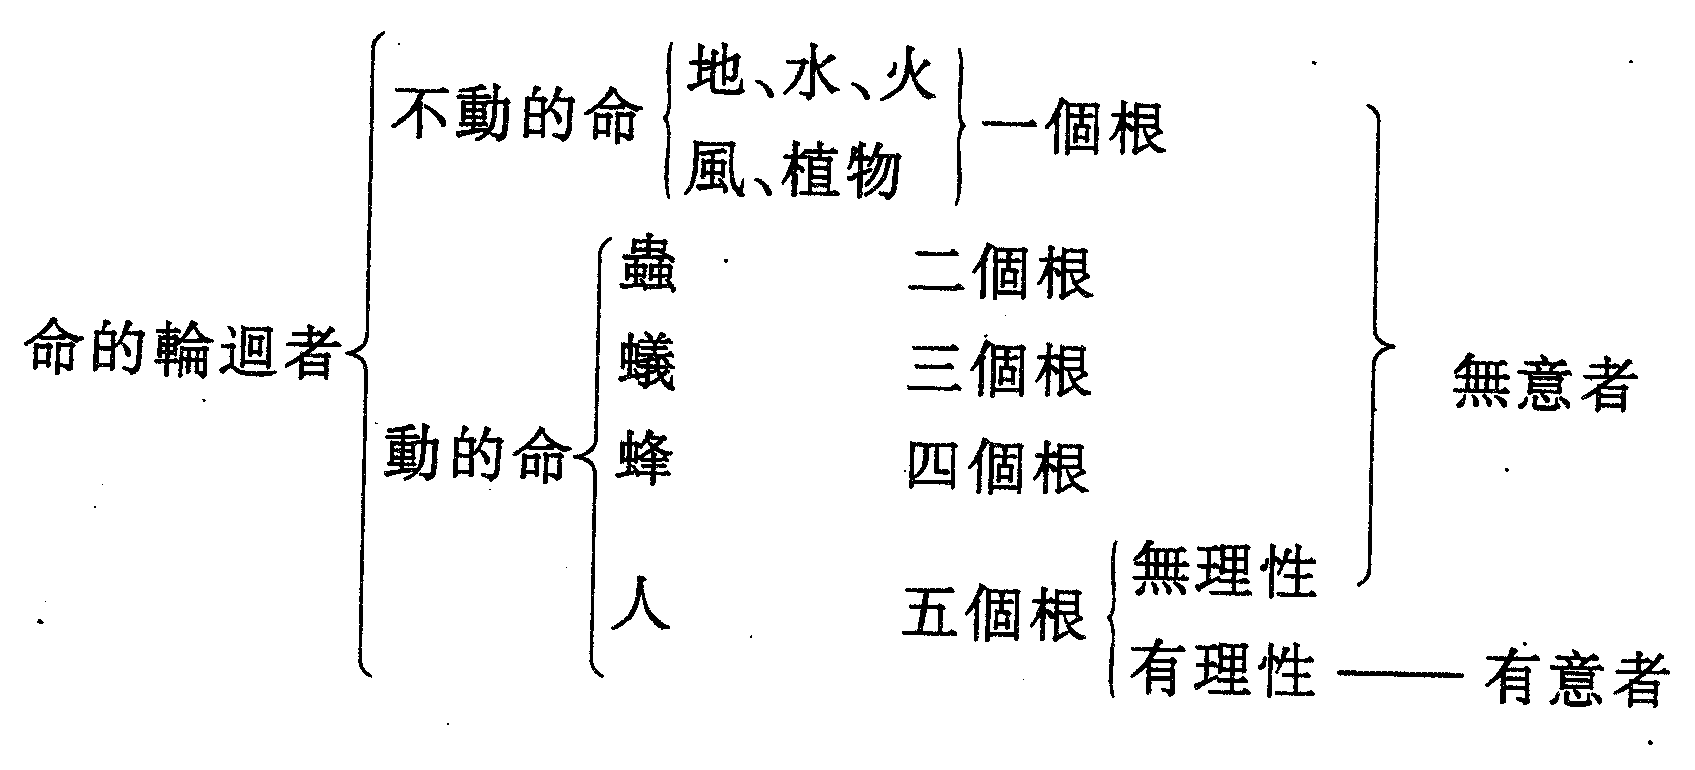 命的輪迴者
不動的命
地、水、火
風、植物
一個根
動的命
蟲 二個根
蟻 三個根
蜂 四個根
人 五個根
無理性
有理性 —— 有意者
無意者